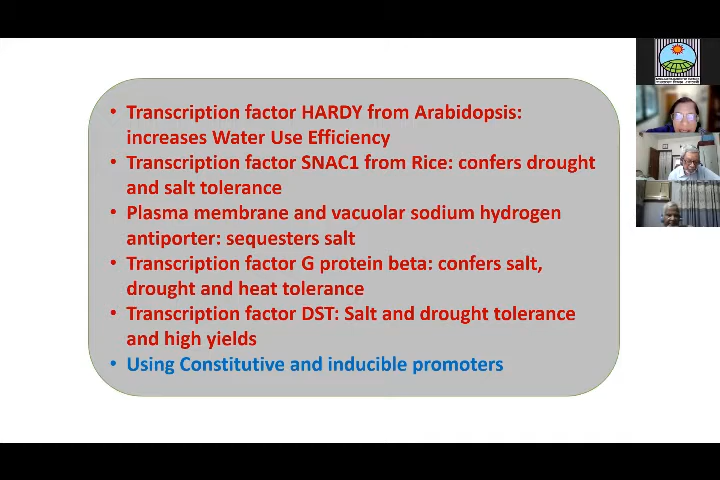 • Transcription factor HARDY from Arabidopsis:
increases Water Use Efficiency
• Transcription factor SNAC1 from Rice: confers drought
and salt tolerance
• Plasma membrane and vacuolar sodium hydrogen
antiporter: sequesters salt
• Transcription factor G protein beta: confers salt,
drought and heat tolerance
• Transcription factor DST: Salt and drought tolerance
and high yields
• Using Constitutive and inducible promoters